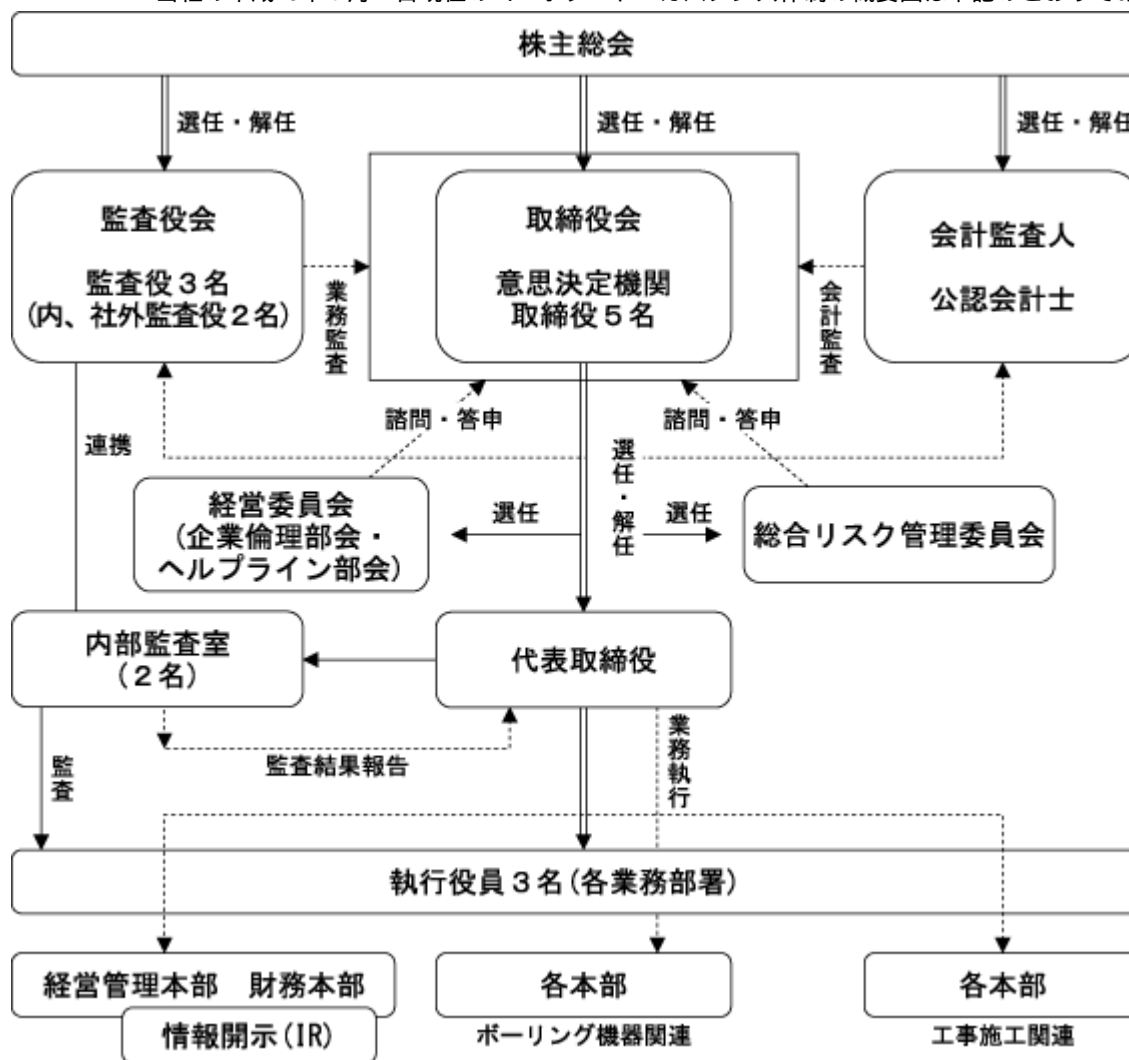 株主総会
選任・解任
選任・解任
選任・解任
監査役会
監査役３名
(内、社外監査役２名)
業務監査
取締役会
意思決定機関
取締役５名
会計監査
会計監査人
公認会計士
諮問・答申
諮問・答申
連携
選任・解任
経営委員会
(企業倫理部会・
ヘルプライン部会)
選任
選任
総合リスク管理委員会
内部監査室
(２名)
代表取締役
監査結果報告
監査
業務執行
執行役員３名(各業務部署)
経営管理本部　財務本部
情報開示(IR)
各本部
ボーリング機器関連
各本部
工事施工関連